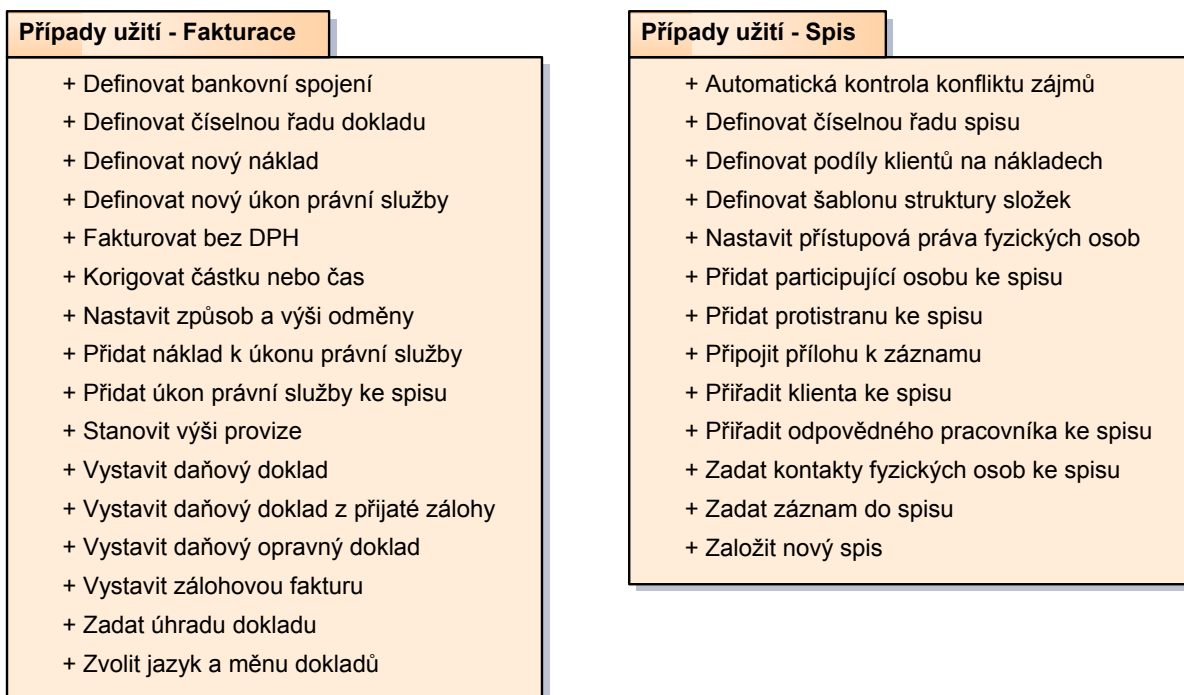 Případy užití - Fakturace
+ Definovat bankovní spojení
+ Definovat číselnou řadu dokladu
+ Definovat nový náklad
+ Definovat nový úkon právní služby
+ Fakturovat bez DPH
+ Korigovat částku nebo čas
+ Nastavit způsob a výši odměny
+ Přidat náklad k úkonu právní služby
+ Přidat úkon právní služby ke spisu
+ Stanovit výši provize
+ Vystavit daňový doklad
+ Vystavit daňový doklad z přijaté zálohy
+ Vystavit daňový opravný doklad
+ Vystavit zálohovou fakturu
+ Zadat úhradu dokladu
+ Zvolit jazyk a měnu dokladů
Případy užití - Spis
+ Automatická kontrola konfliktu zájmů
+ Definovat číselnou řadu spisu
+ Definovat podíly klientů na nákladech
+ Definovat šablonu struktury složek
+ Nastavit přístupová práva fyzických osob
+ Přidat participující osobu ke spisu
+ Přidat protistranu ke spisu
+ Připojit přílohu k záznamu
+ Přiřadit klienta ke spisu
+ Přiřadit odpovědného pracovníka ke spisu
+ Zadat kontakty fyzických osob ke spisu
+ Zadat záznam do spisu
+ Založit nový spis